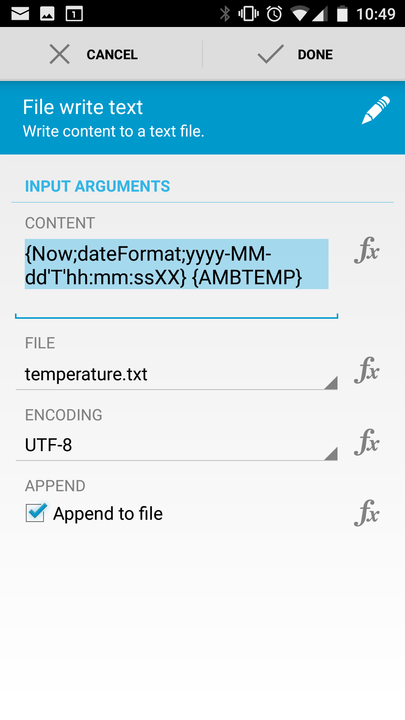 1
10:49
CANCEL
DONE
File write text
Write content to a text file.
INPUT ARGUMENTS
CONTENT
{Now;dateFormat;yyyy-MM-
dd'T'hh:mm:ssXX} {AMBTEMP}
fx
FILE
temperature.txt
fx
ENCODING
UTF-8
fx
APPEND
Append to file
fx